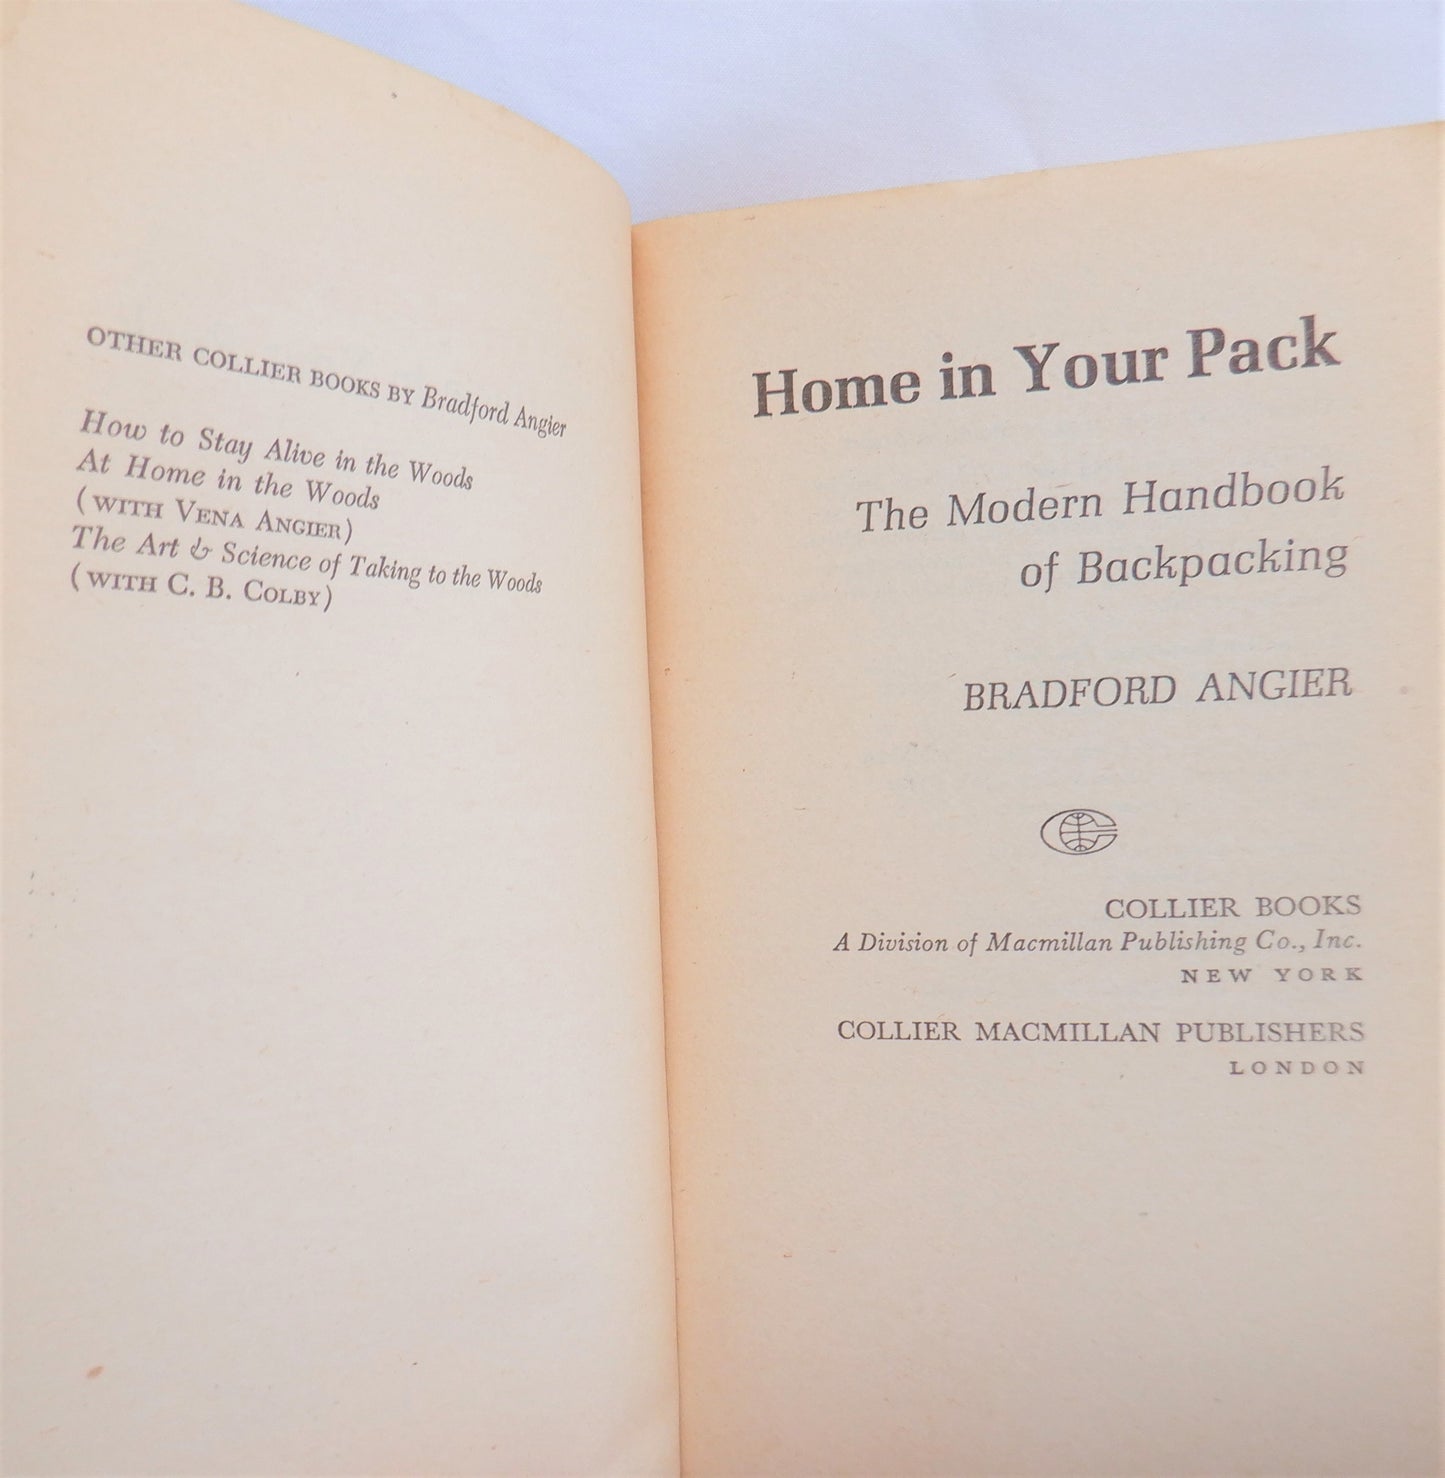 OTHER COLLIER BOOKS BY Bradford Angier
How to Stay Alive in the Woods
At Home in the Woods
(WITH VENA ANGIER)
The Art & Science of Taking to the Woods
(WITH C. B. COLBY)
Home in Your Pack
The Modern Handbook
of Backpacking
BRADFORD ANGIER
COLLIER BOOKS
A Division of Macmillan Publishing Co., Inc.
NEW YORK
COLLIER MACMILLAN PUBLISHERS
LONDON